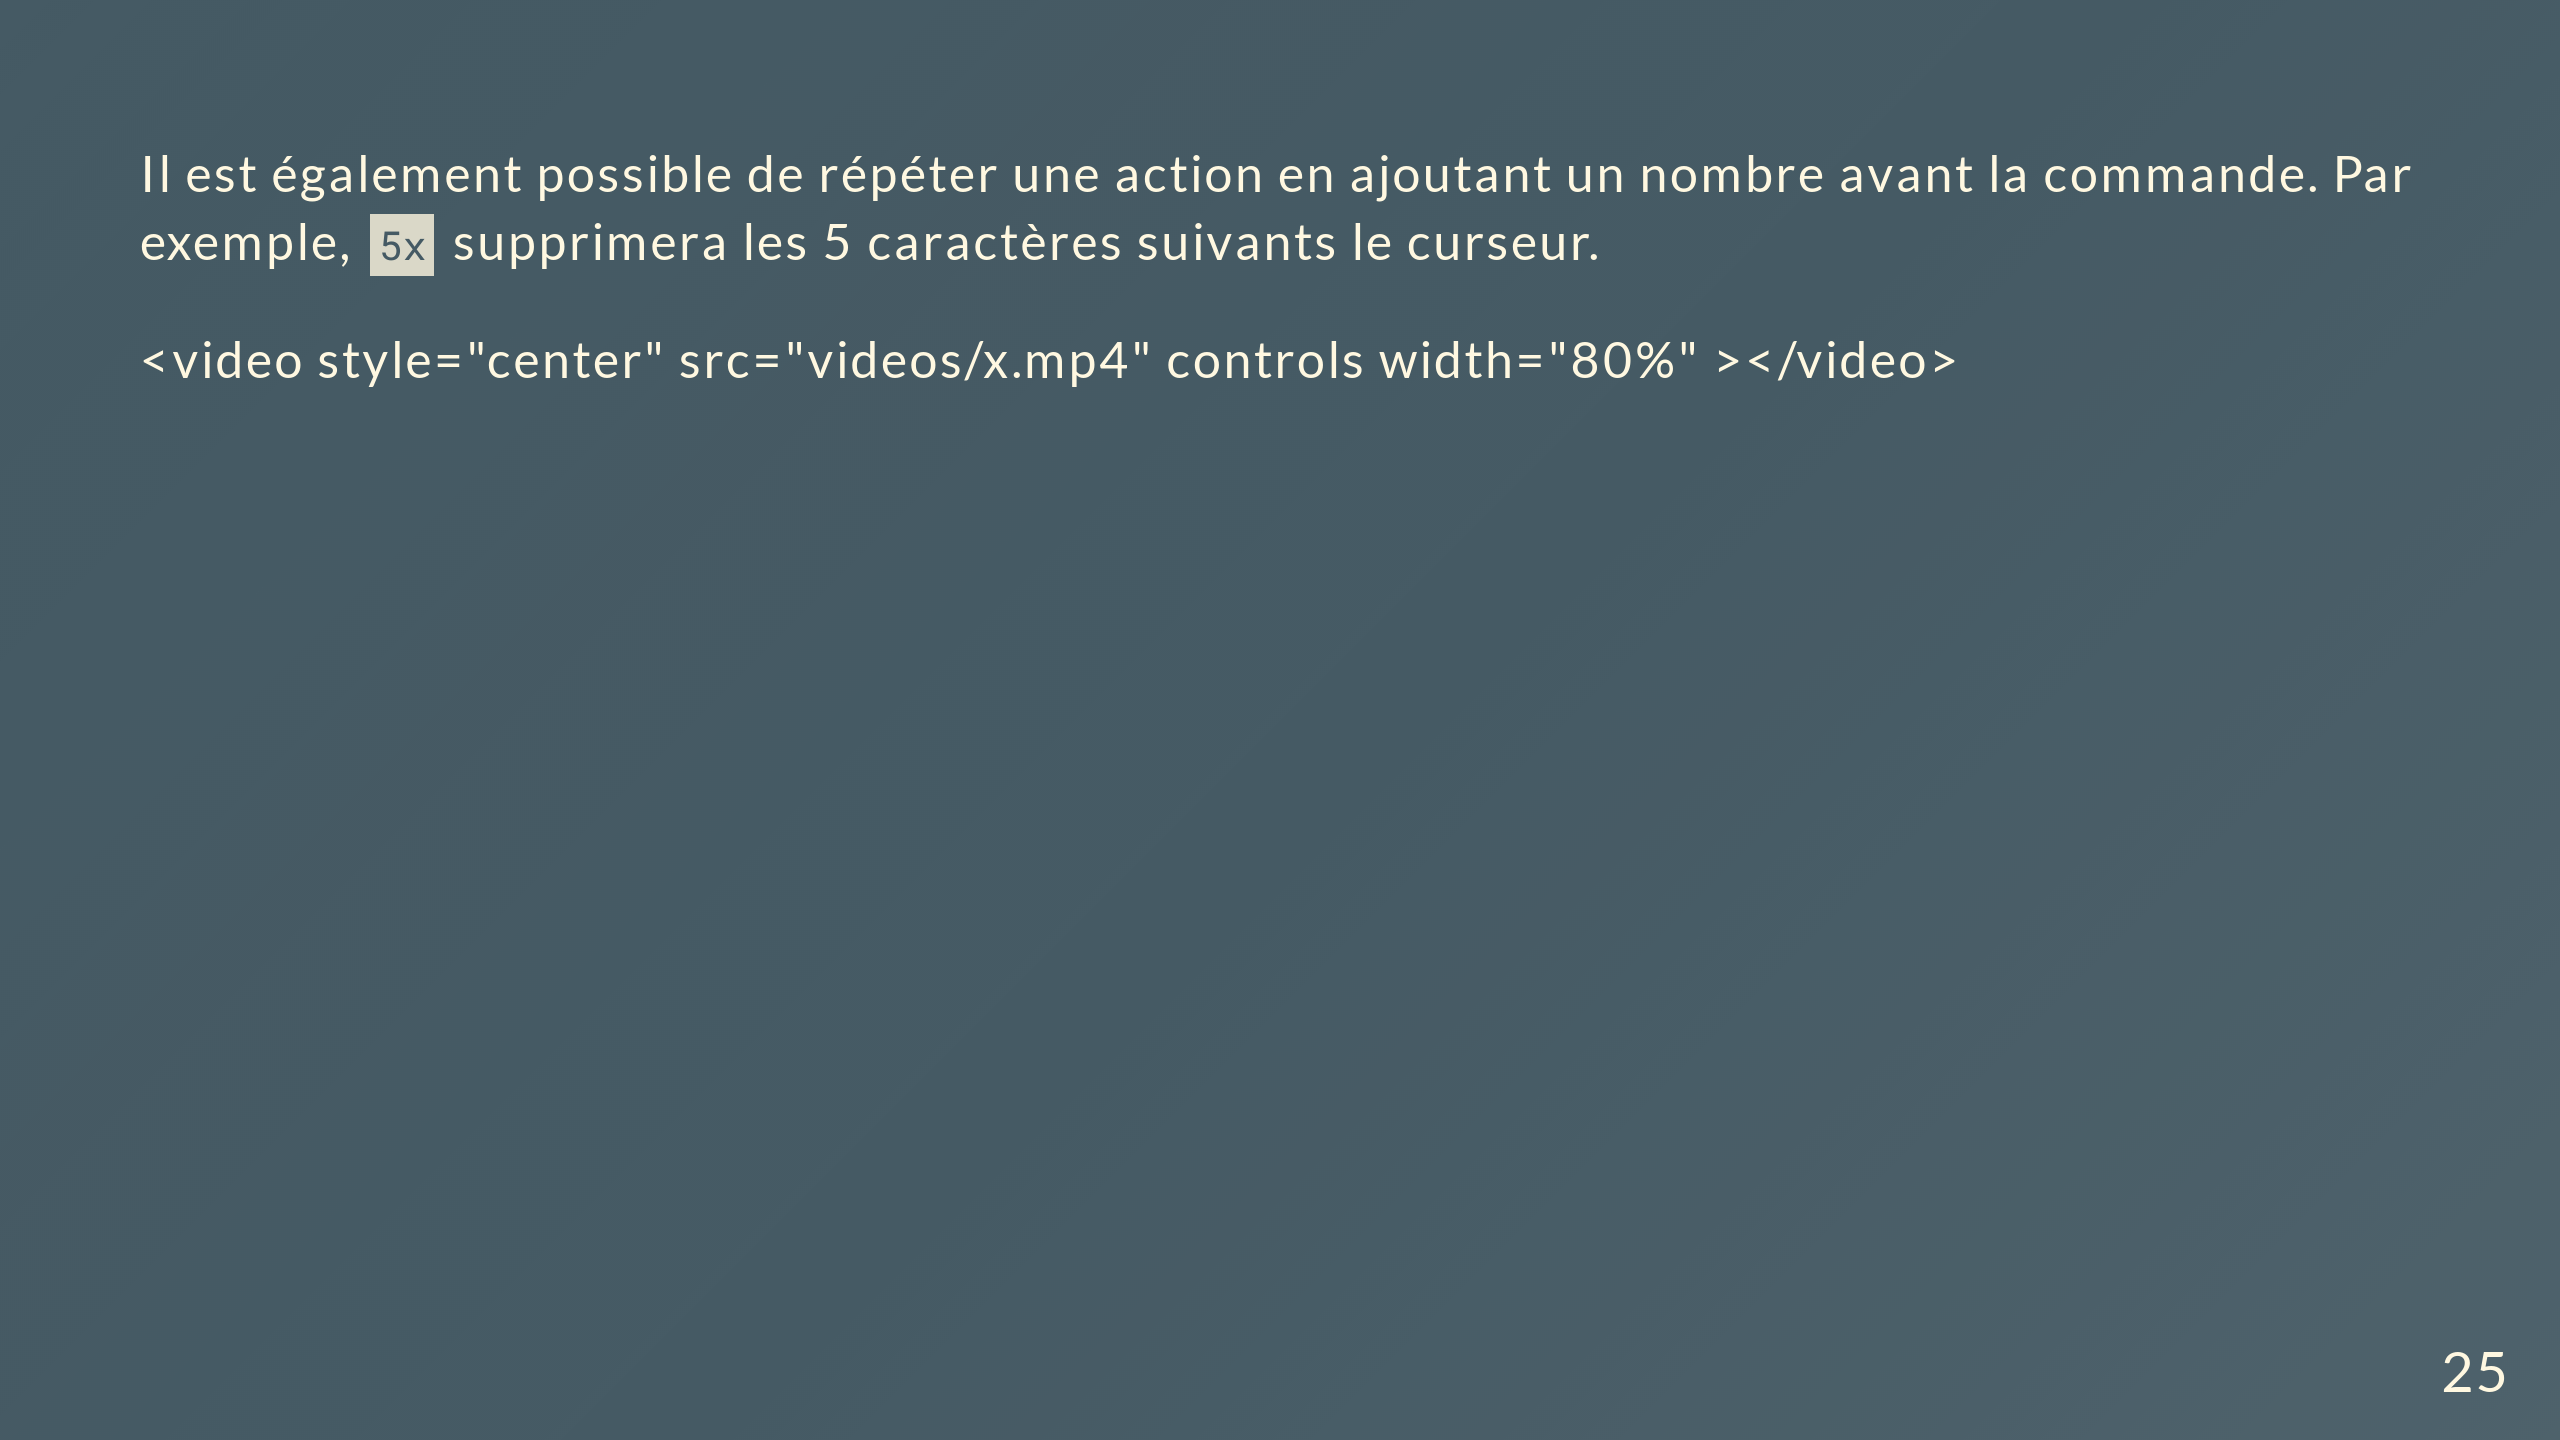 Il est également possible de répéter une action en ajoutant un nombre avant la commande. Par
exemple, 5x supprimera les 5 caractères suivants le curseur.
<video style="center" src="videos/x.mp4" controls width="80%" ></video>
25